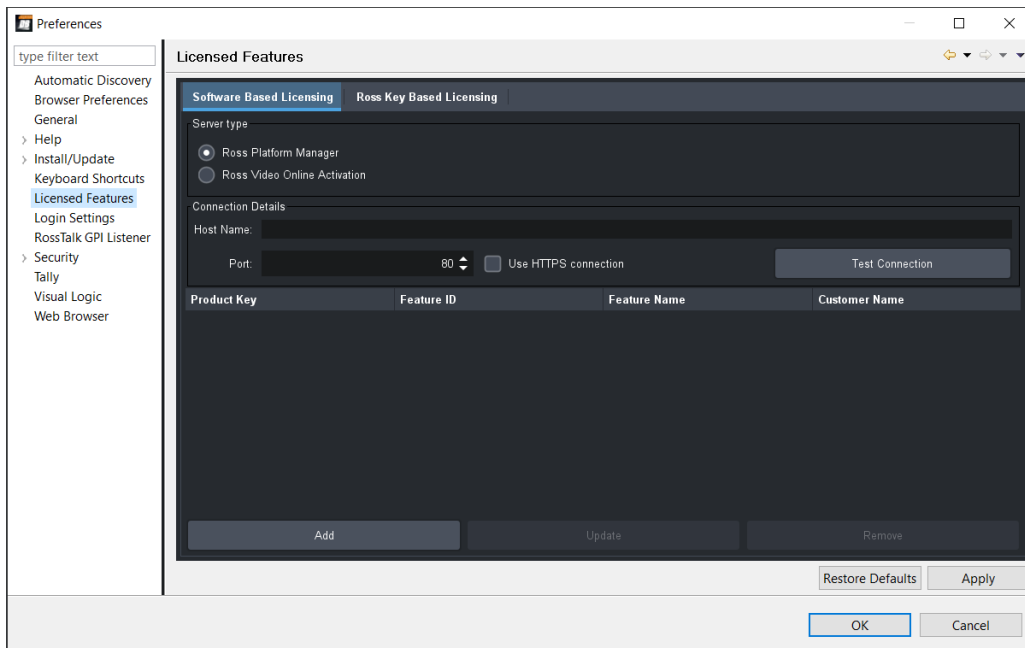 Preferences
type filter text
Automatic Discovery
Browser Preferences
General
Help
Install/Update
Keyboard Shortcuts
Licensed Features
Login Settings
RossTalk GPI Listener
Security
Tally
Visual Logic
Web Browser
Licensed Features
Software Based Licensing Ross Key Based Licensing
Server type
Ross Platform Manager
Ross Video Online Activation
Connection Details
Host Name:
Port: 80 Use HTTPS connection Test Connection
Product Key Feature ID Feature Name Customer Name
Add Update Remove
Restore Defaults Apply
OK Cancel